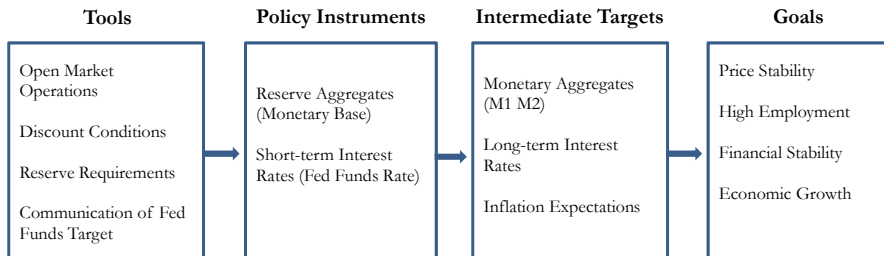 Tools
Policy Instruments
Intermediate Targets
Goals
Open Market
Operations
Discount Conditions
Reserve Requirements
Communication of Fed
Funds Target
Reserve Aggregates
(Monetary Base)
Short-term Interest
Rates (Fed Funds Rate)
Monetary Aggregates
(M1 M2)
Long-term Interest
Rates
Inflation Expectations
Price Stability
High Employment
Financial Stability
Economic Growth